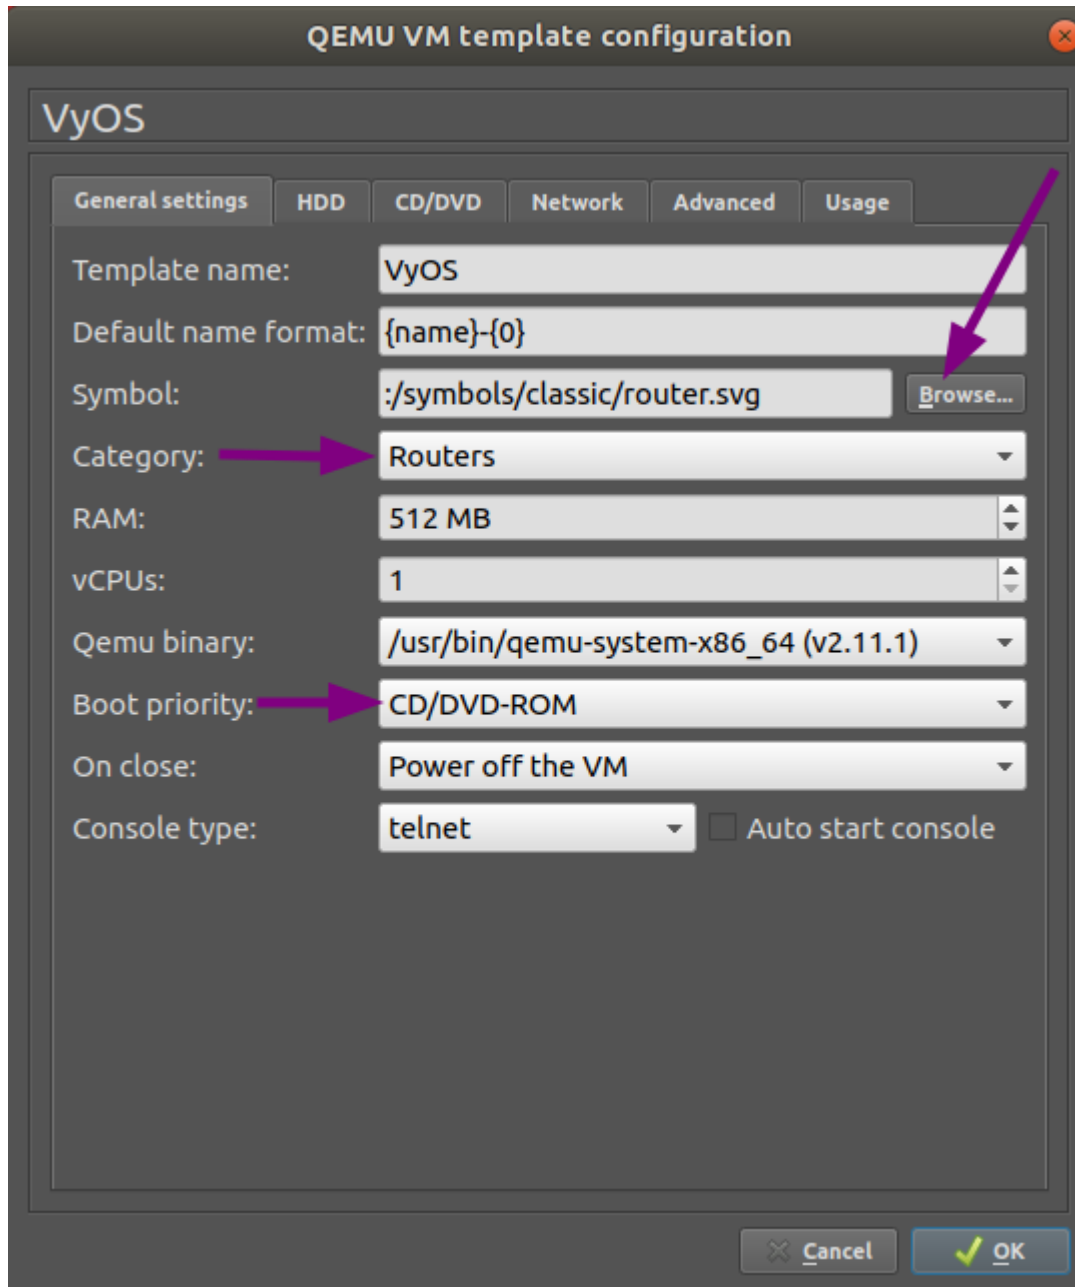 QEMU VM template configuration
VyOS
General settings HDD CD/DVD Network Advanced Usage
Template name: VyOS
Default name format: {name}-{0}
Symbol: :/symbols/classic/router.svg Browse...
Category: Routers
RAM: 512 MB
vCPUs: 1
Qemu binary: /usr/bin/qemu-system-x86_64 (v2.11.1)
Boot priority: CD/DVD-ROM
On close: Power off the VM
Console type: telnet Auto start console
Cancel OK